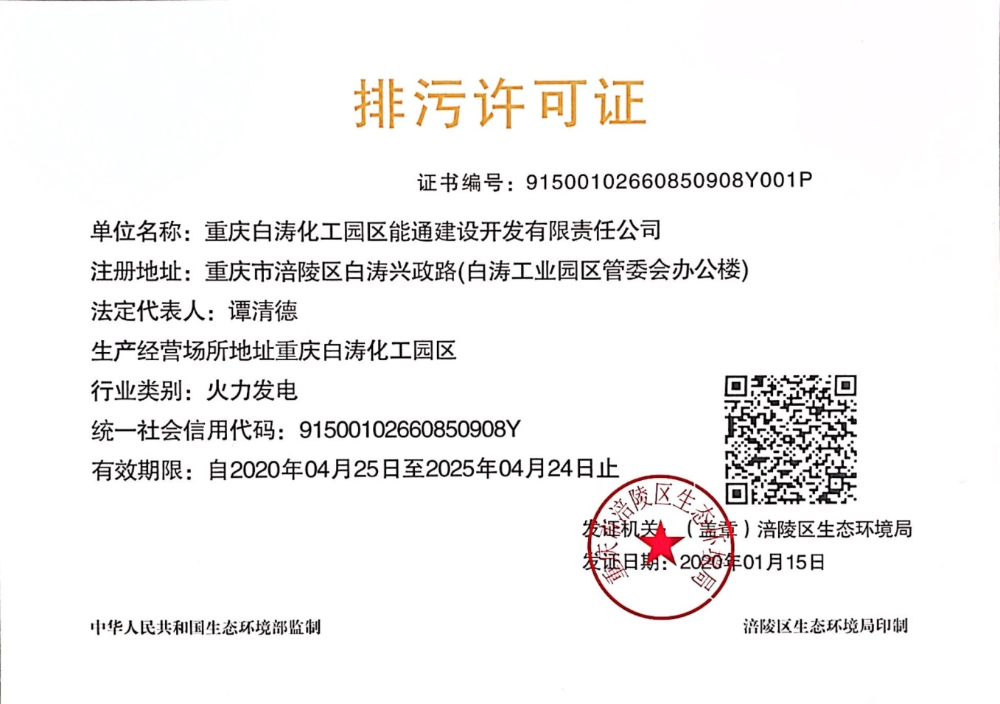 排污许可证
证书编号：91500102660850908Y001P
单位名称：重庆白涛化工园区能通建设开发有限责任公司
注册地址：重庆市涪陵区白涛兴政路(白涛工业园区管委会办公楼)
法定代表人：谭清德
生产经营场所地址重庆白涛化工园区
行业类别：火力发电
统一社会信用代码：91500102660850908Y
有效期限：自2020年04月25日至2025年04月24日止
重庆市涪陵区生态环境局
发证机关：（盖章）涪陵区生态环境局
发证日期：2020年01月15日
中华人民共和国生态环境部监制
涪陵区生态环境局印制